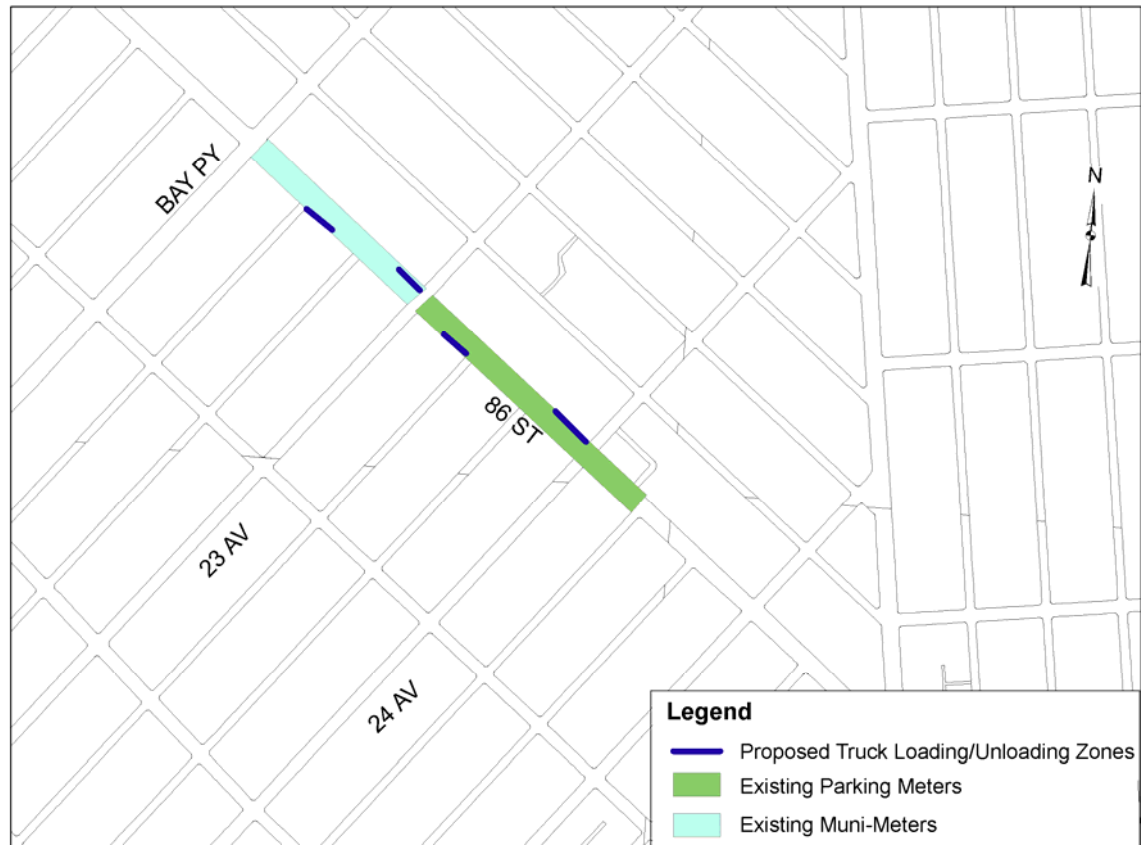 BAY PY
N
86 ST
23 AV
24 AV
Legend
Proposed Truck Loading/Unloading Zones
Existing Parking Meters
Existing Muni-Meters